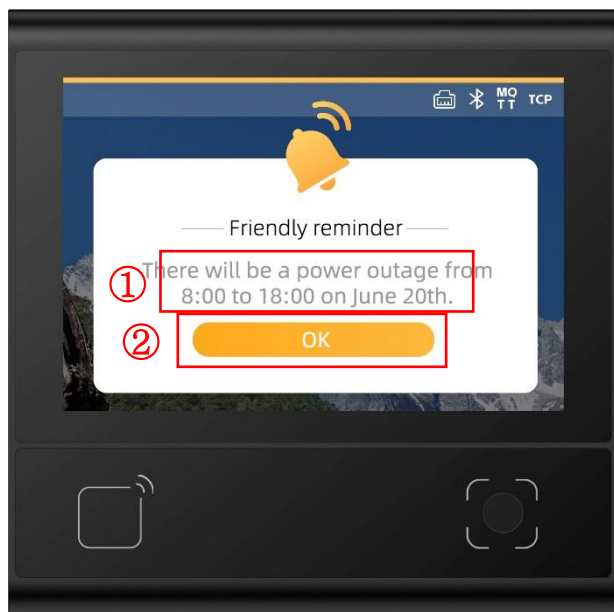 MQ
TT TCP
Friendly reminder
There will be a power outage from
① 8:00 to 18:00 on June 20th.
② OK